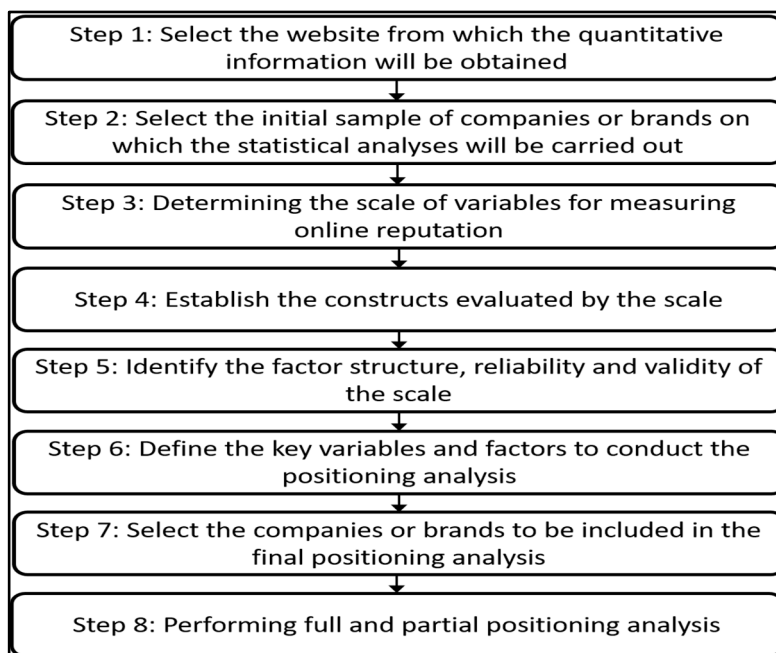 Step 1: Select the website from which the quantitative
information will be obtained
Step 2: Select the initial sample of companies or brands on
which the statistical analyses will be carried out
Step 3: Determining the scale of variables for measuring
online reputation
Step 4: Establish the constructs evaluated by the scale
Step 5: Identify the factor structure, reliability and validity of
the scale
Step 6: Define the key variables and factors to conduct the
positioning analysis
Step 7: Select the companies or brands to be included in the
final positioning analysis
Step 8: Performing full and partial positioning analysis